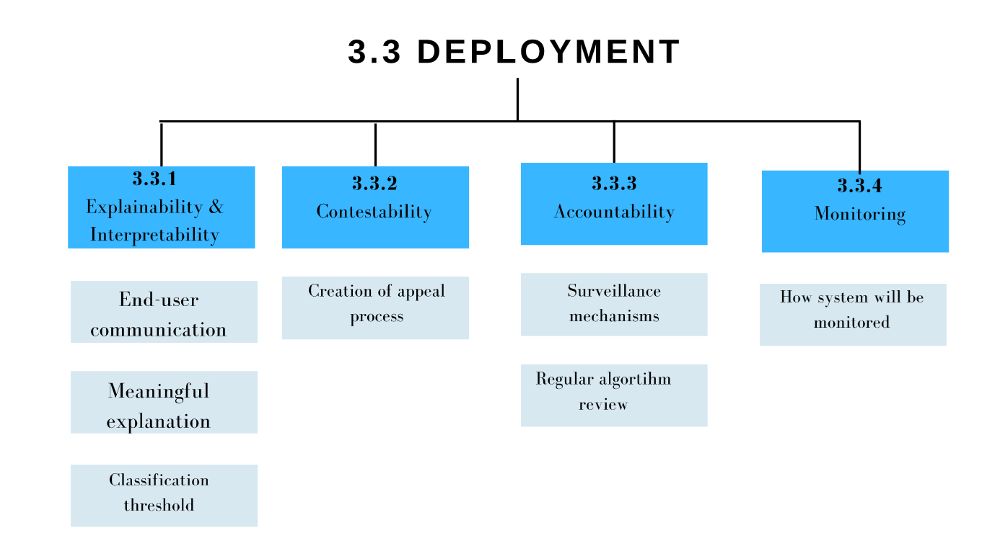 3.3 DEPLOYMENT
3.3.1
Explainability &
Interpretability
End-user
communication
Meaningful
explanation
Classification
threshold
3.3.2
Contestability
Creation of appeal
process
3.3.3
Accountability
Surveillance
mechanisms
Regular algortihm
review
3.3.4
Monitoring
How system will be
monitored